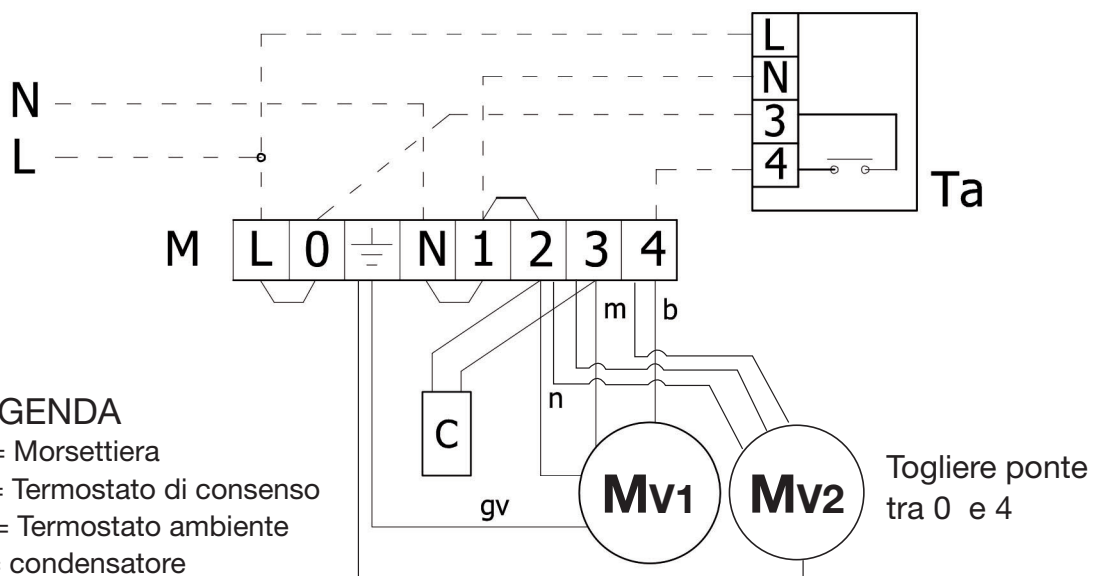 L
N
N
3
L
4
Ta
M L 0 N 1 2 3 4
m b
n
GENDA
= Morsettiera
C
= Termostato di consenso
Mv1 Mv2
Togliere ponte
gv
tra 0 e 4
= Termostato ambiente
condensatore